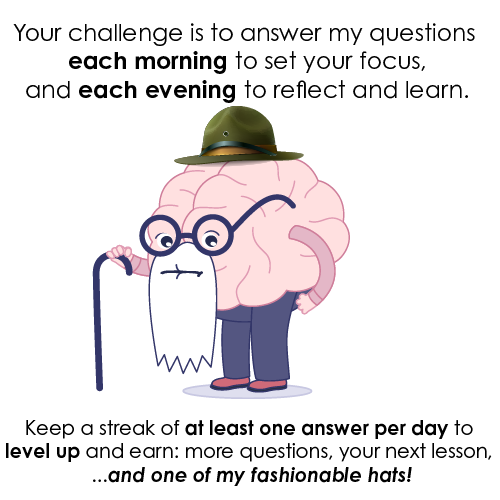 Your challenge is to answer my questions
each morning to set your focus,
and each evening to reflect and learn.
Keep a streak of at least one answer per day to
level up and earn: more questions, your next lesson,
...and one of my fashionable hats!